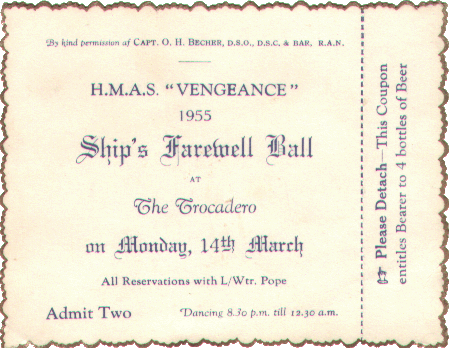 By kind permission of CAPT. O. H. BECHER, D.S.O., D.S.C. & BAR, R.A.N.
H.M.A.S. "VENGEANCE"
1955
Ship's Farewell Ball
AT
The Trocadero
on Monday, 14th March
All Reservations with L/Wtr. Pope
Admit Two
Dancing 8.30 p.m. till 12.30 a.m.
☞ Please Detach—This Coupon
entitles Bearer to 4 bottles of Beer